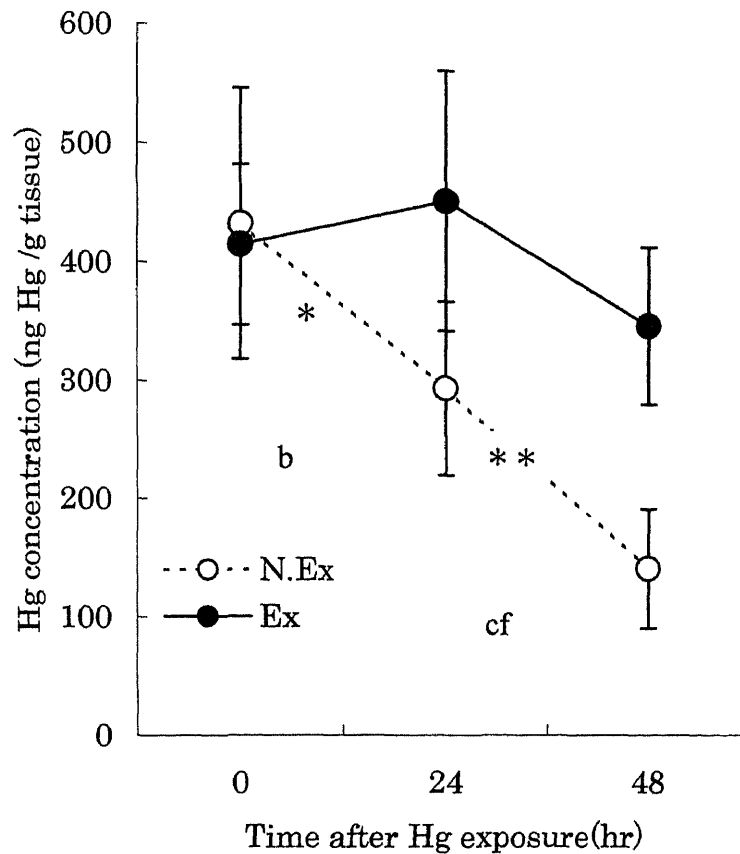 Hg concentration (ng Hg /g tissue)
600
500
400
300
200
100
0
*
b
* *
N.Ex
Ex
cf
0 24 48
Time after Hg exposure(hr)